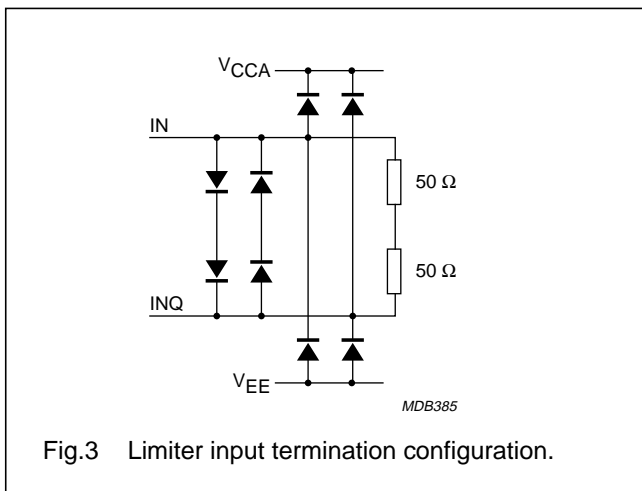 VCCA
IN
50 Ω
50 Ω
INQ
VEE
MDB385
Fig.3 Limiter input termination configuration.